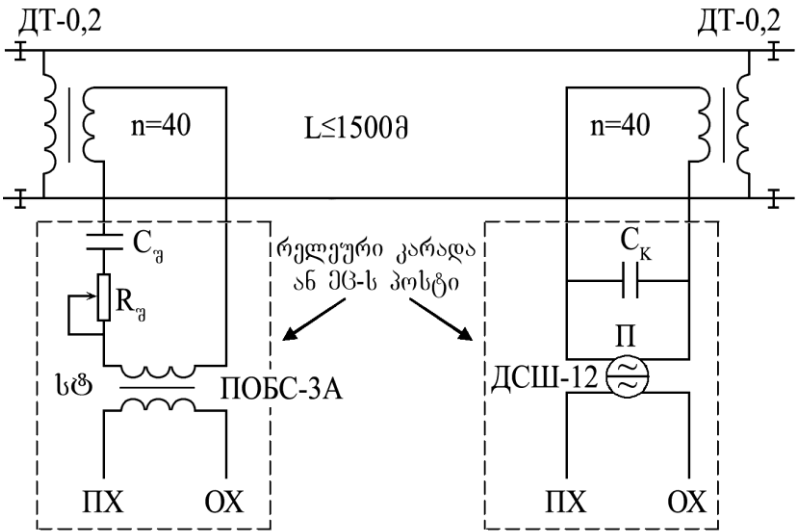 ДТ-0,2
ДТ-0,2
n=40
L≤1500მ
n=40
Cშ
Rშ
რელეური კარადა
ან მც-ს პოსტი
CК
П
ДСШ-12
სტ
ПОБС-3А
ПХ
ОХ
ПХ
ОХ